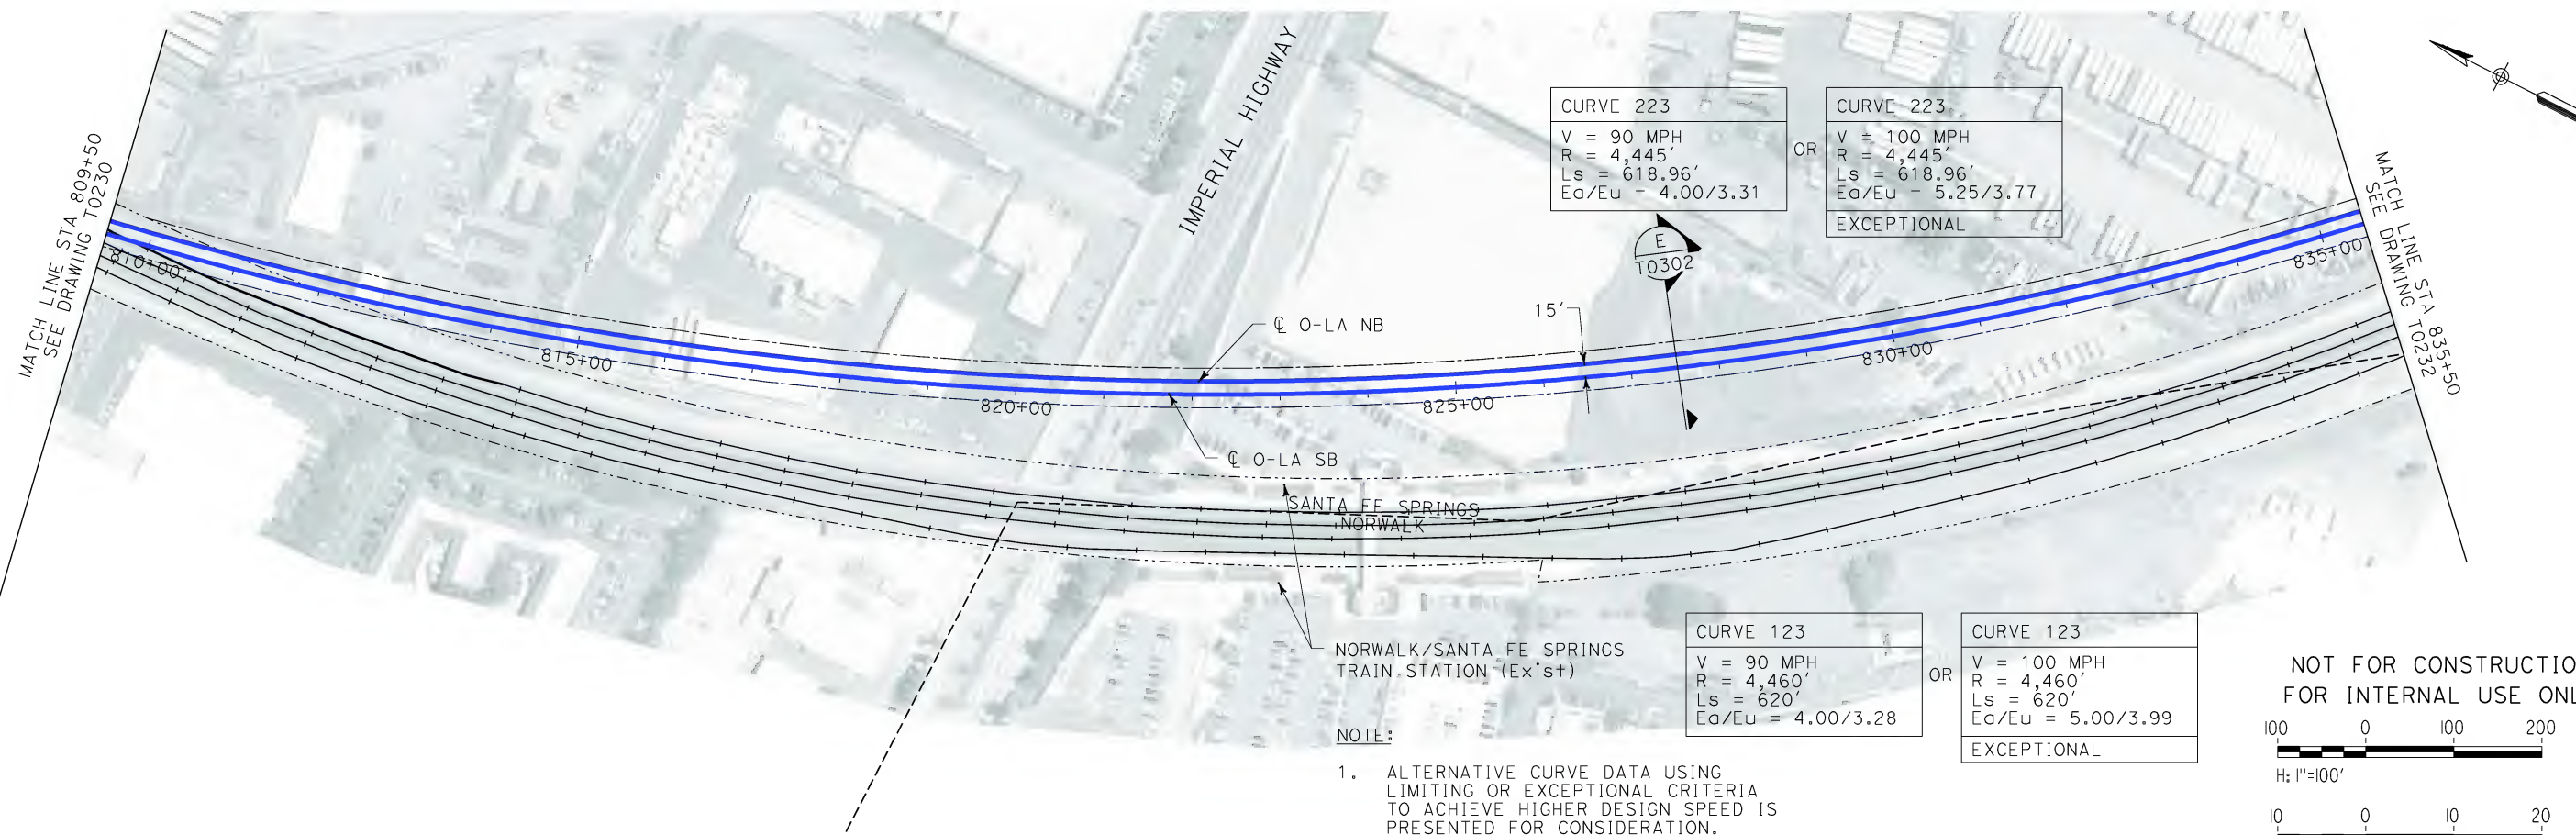 MATCH LINE STA 809+50
SEE DRAWING T0230
IMPERIAL HIGHWAY
CURVE 223
V = 90 MPH
R = 4,445'
Ls = 618.96'
Ea/Eu = 4.00/3.31
OR
CURVE 223
V = 100 MPH
R = 4,445'
Ls = 618.96'
Ea/Eu = 5.25/3.77
EXCEPTIONAL
E
T0302
MATCH LINE STA 835+50
SEE DRAWING T0232
810+00
815+00
820+00
825+00
830+00
835+00
15'
℄ O-LA NB
℄ O-LA SB
SANTA FE SPRINGS
NORWALK
NORWALK/SANTA FE SPRINGS
TRAIN STATION (Exist)
CURVE 123
V = 90 MPH
R = 4,460'
Ls = 620'
Ea/Eu = 4.00/3.28
OR
CURVE 123
V = 100 MPH
R = 4,460'
Ls = 620'
Ea/Eu = 5.00/3.99
EXCEPTIONAL
NOTE:
1. ALTERNATIVE CURVE DATA USING
LIMITING OR EXCEPTIONAL CRITERIA
TO ACHIEVE HIGHER DESIGN SPEED IS
PRESENTED FOR CONSIDERATION.
NOT FOR CONSTRUCTIO
FOR INTERNAL USE ONL
100 0 100 200
H: 1"=100'
10 0 10 20